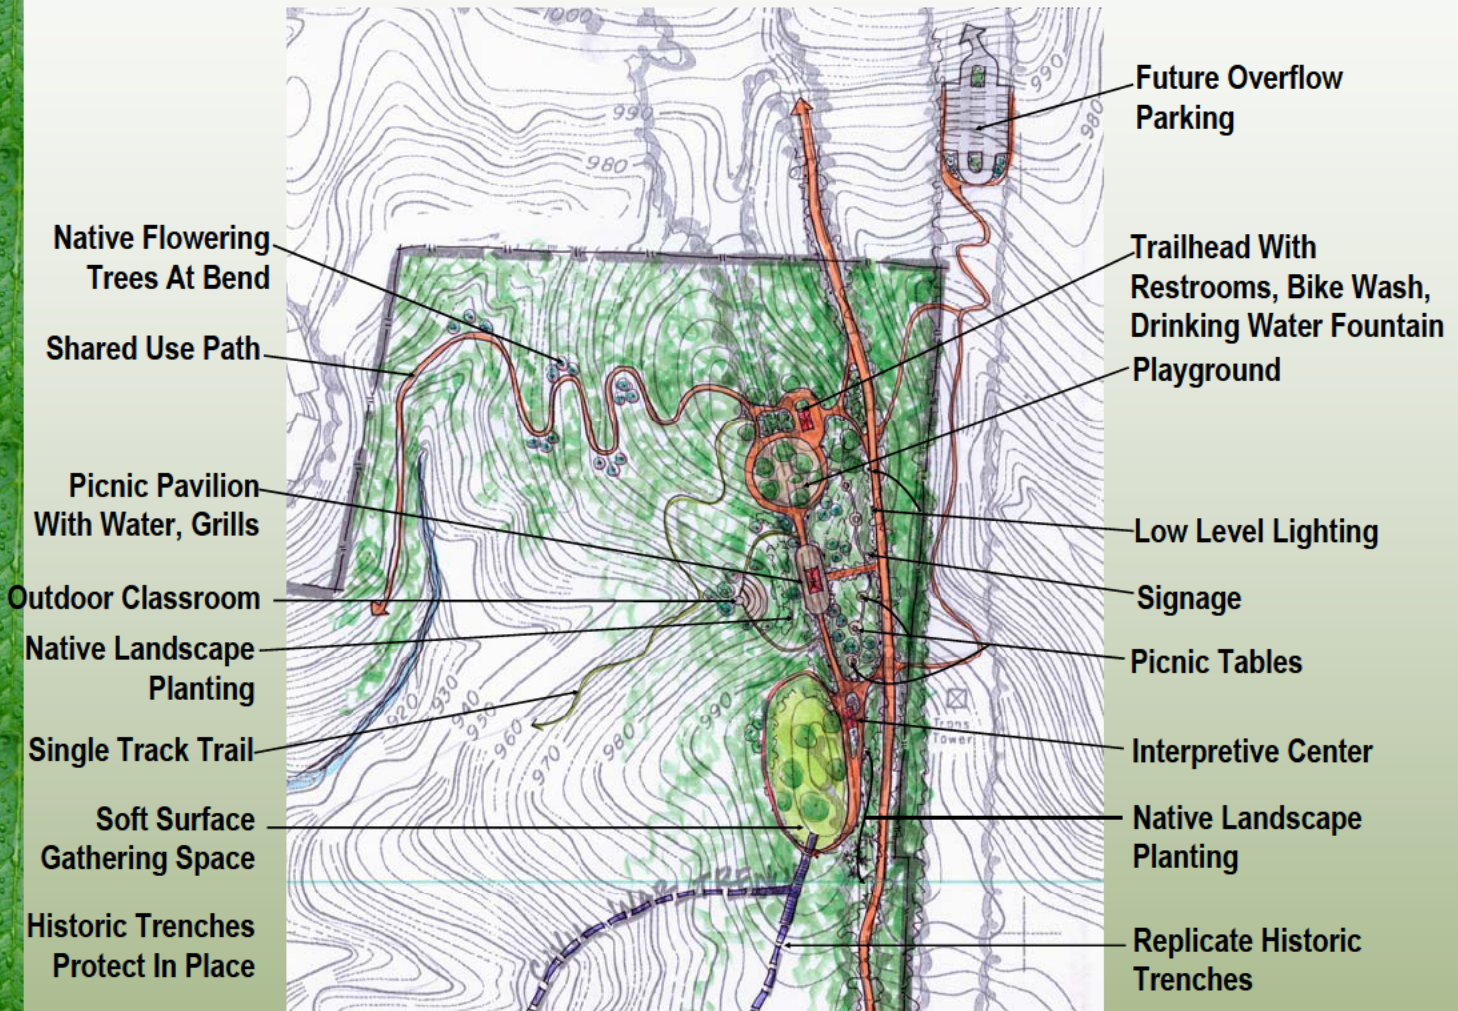 1000
990
980
990
980
Future Overflow
Parking
Native Flowering
Trees At Bend
Shared Use Path
Picnic Pavilion
With Water, Grills
Outdoor Classroom
Native Landscape
Planting
Single Track Trail
Soft Surface
Gathering Space
Historic Trenches
Protect In Place
Trailhead With
Restrooms, Bike Wash,
Drinking Water Fountain
Playground
Low Level Lighting
Signage
Picnic Tables
Interpretive Center
Native Landscape
Planting
Replicate Historic
Trenches
920
930
940
950
960
970
980
990
Trans
Tower
CIVIL WAR TRENCH